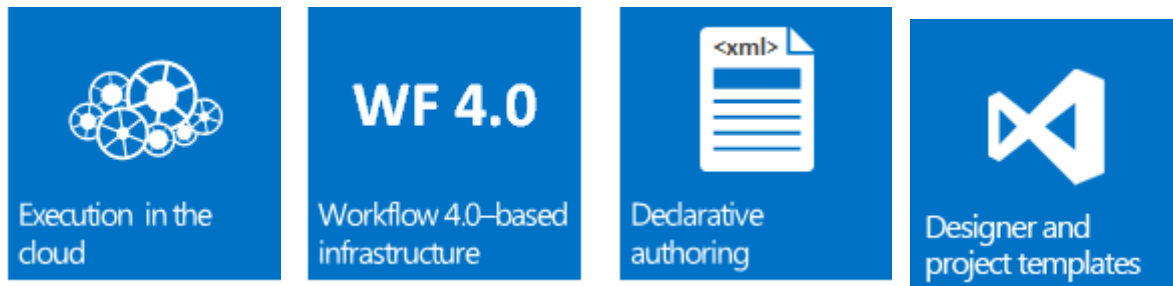 Execution in the
cloud
WF 4.0
Workflow 4.0–based
infrastructure
<xml>
Declarative
authoring
Designer and
project templates